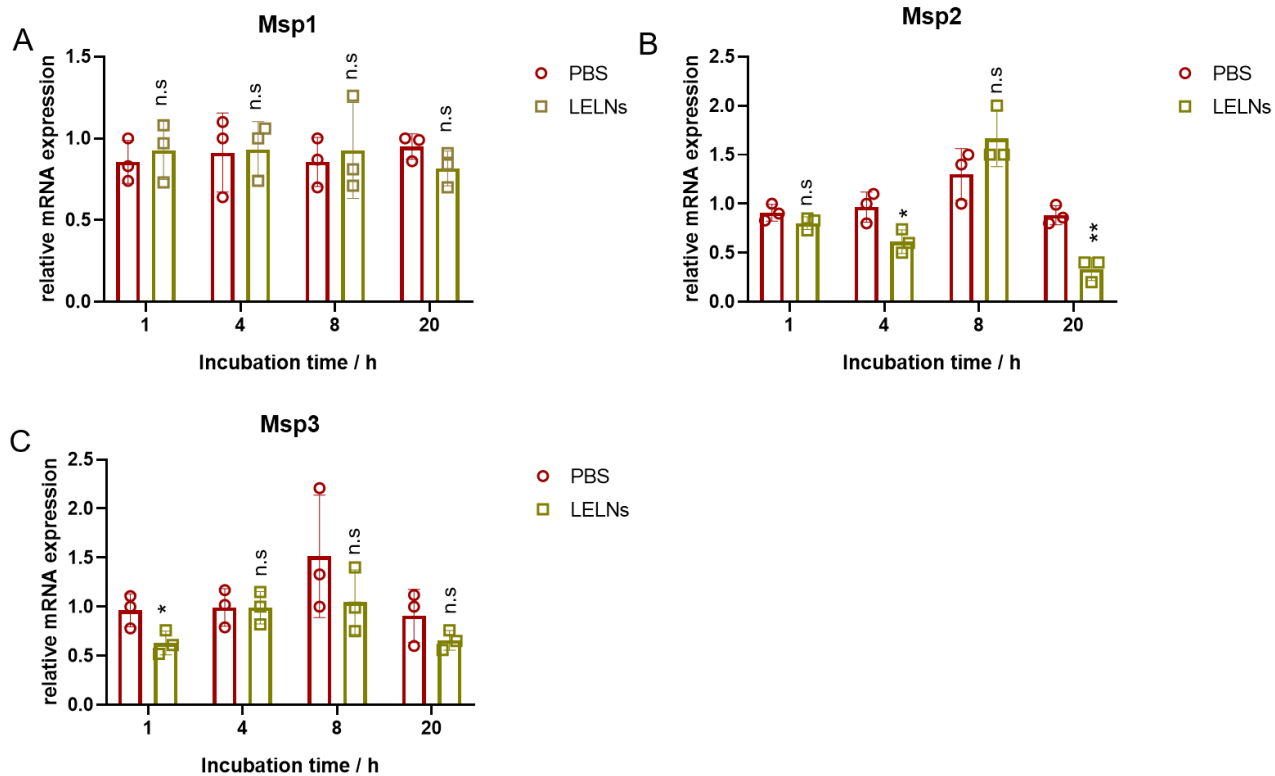 A
Msp1
relative mRNA expression
1.5
1.0
0.5
0.0
n.s
n.s
n.s
n.s
1 4 8 20
Incubation time / h
PBS
LELNs
B
Msp2
relative mRNA expression
2.5
2.0
1.5
1.0
0.5
0.0
n.s
*
n.s
**
1 4 8 20
Incubation time / h
PBS
LELNs
C
Msp3
relative mRNA expression
2.5
2.0
1.5
1.0
0.5
0.0
*
n.s
n.s
n.s
1 4 8 20
Incubation time / h
PBS
LELNs